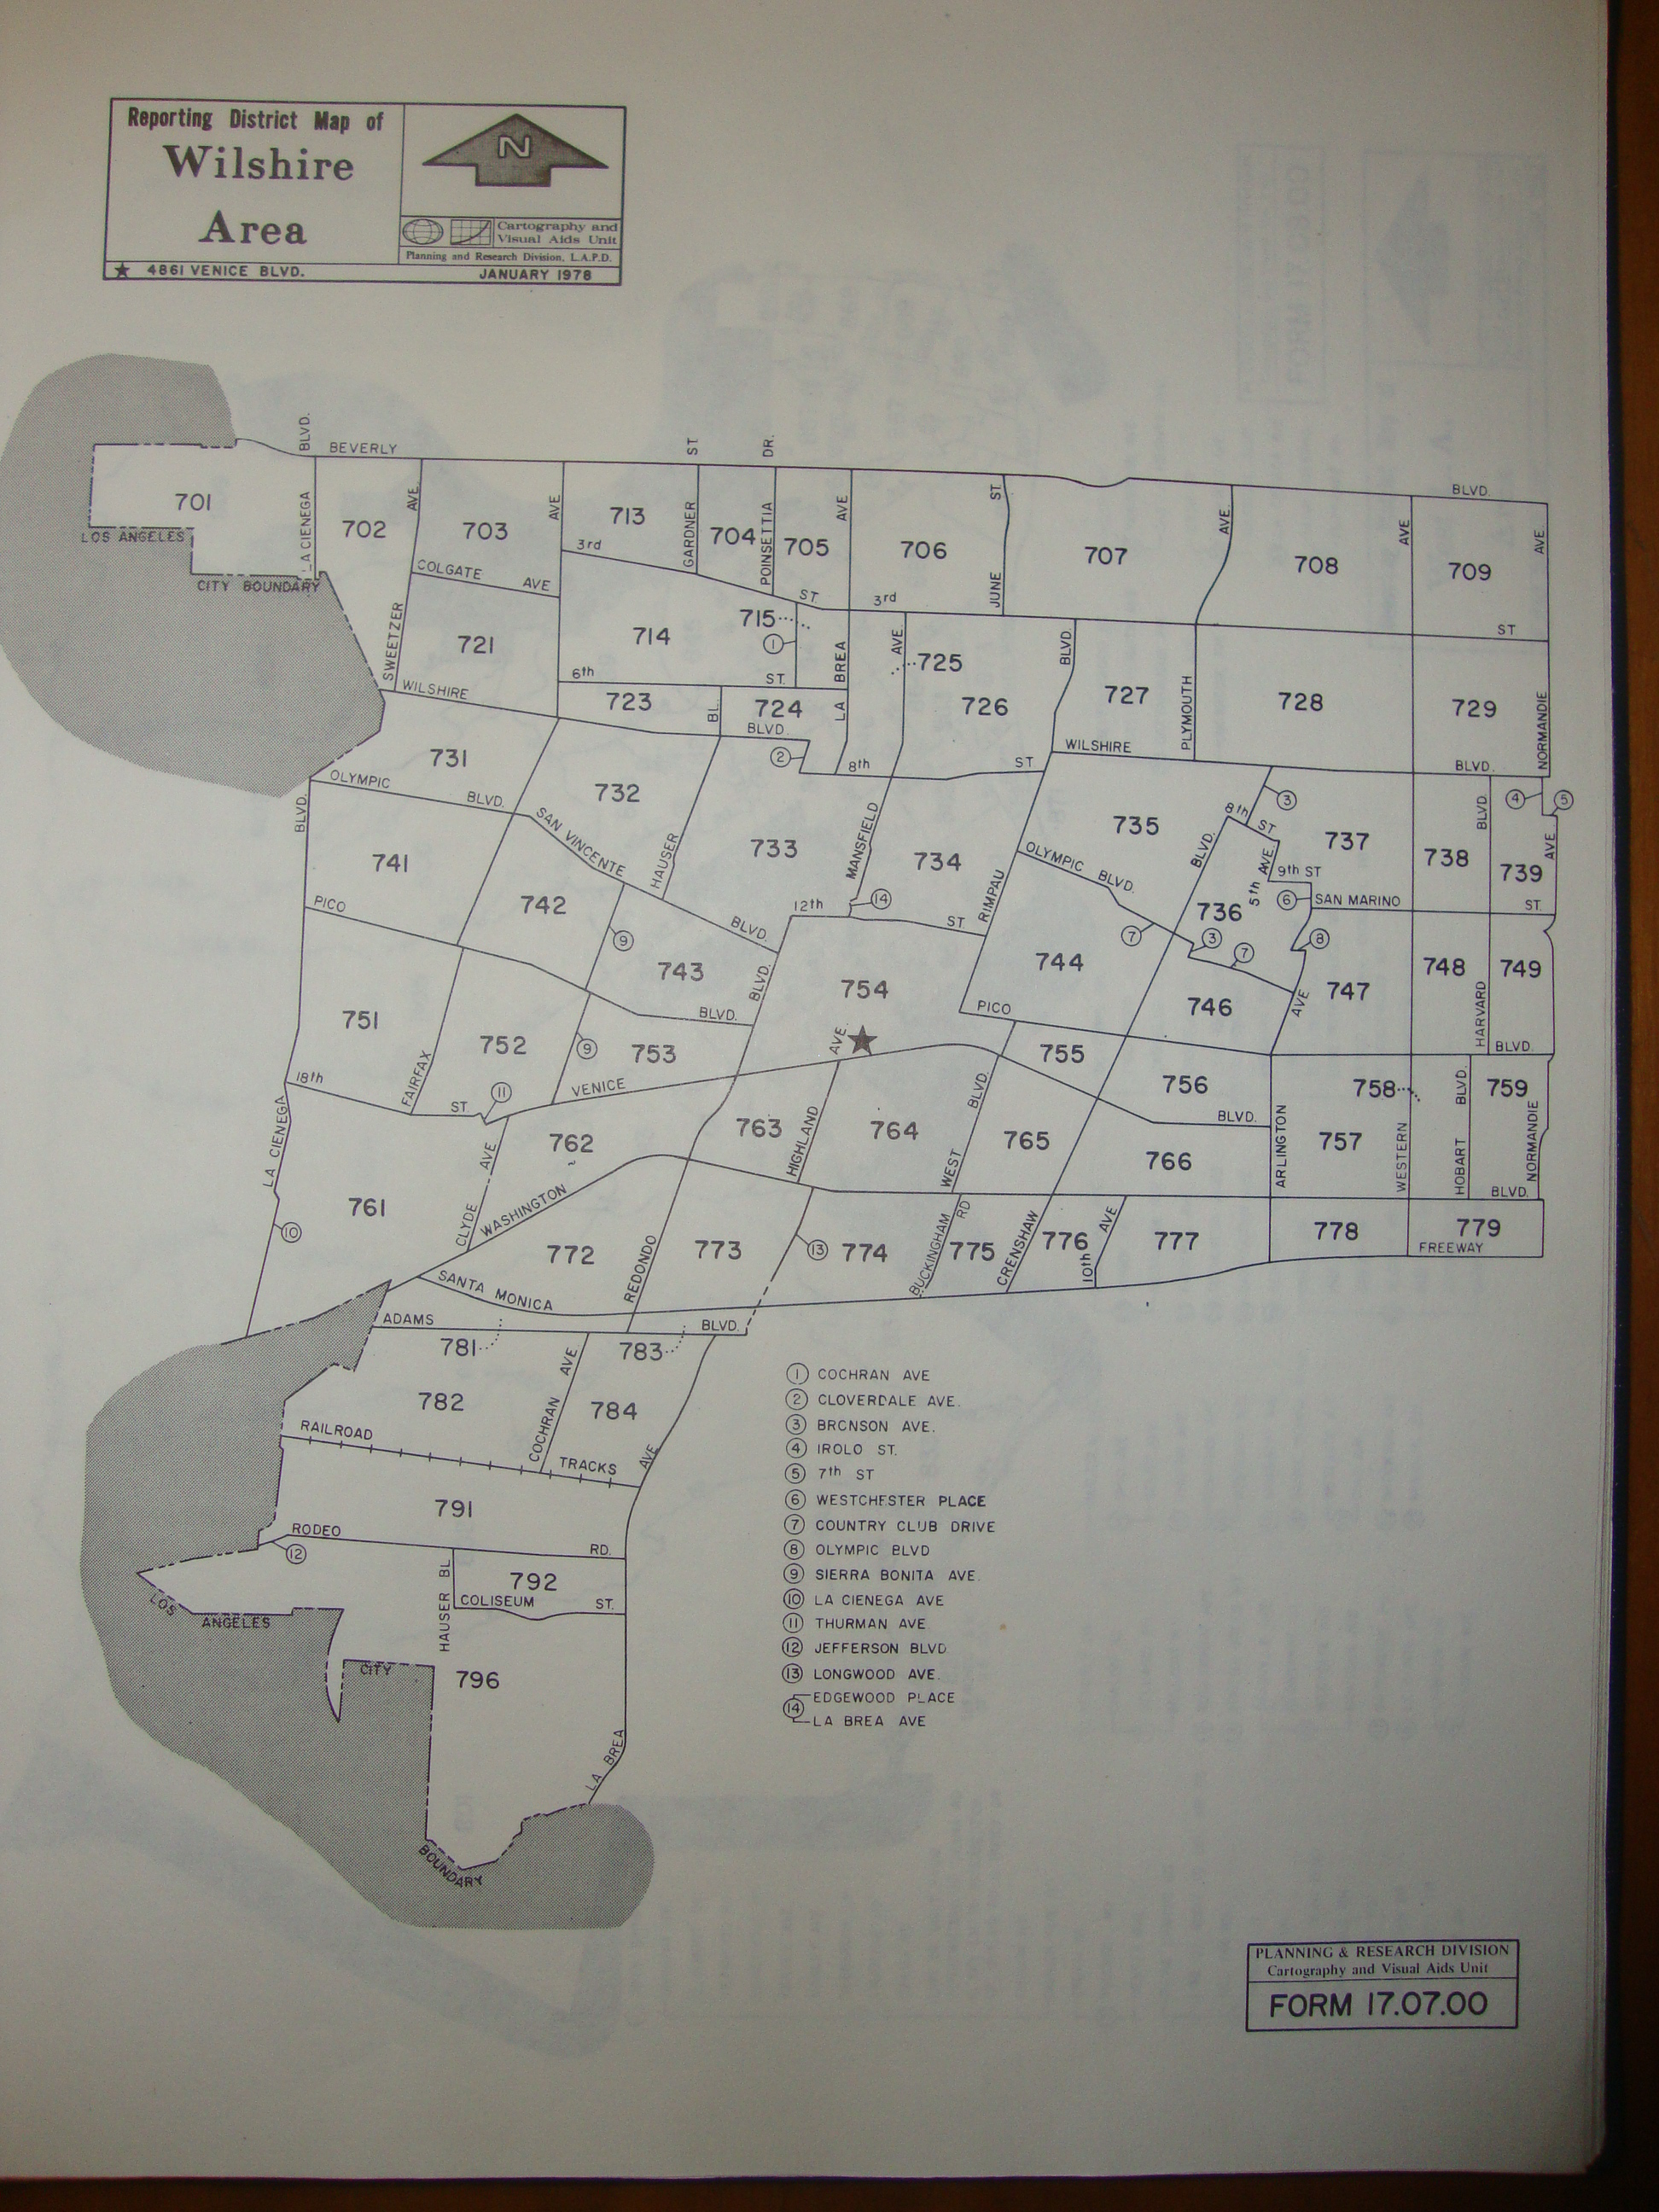 Reporting District Map of
Wilshire
Area
N
Cartography and
Visual Aids Unit
Planning and Research Division, L.A.P.D.
★ 4861 VENICE BLVD.
JANUARY 1978
BLVD.
BEVERLY
ST
DR.
BLVD.
701
LA CIENEGA
702
AVE.
703
AVE
713
GARDNER
704
POINSETTIA
705
AVE
706
ST.
JUNE
707
AVE.
708
AVE
709
AVE.
LOS ANGELES
CITY BOUNDARY
3rd
ST
3rd
ST
COLGATE AVE
SWEETZER
721
714
715
1
BREA
AVE.
725
BLVD.
6th
ST.
WILSHIRE
723
BL.
724
LA
726
727
PLYMOUTH
728
729
NORMANDIE
BLVD.
WILSHIRE
BLVD.
2
8th
ST
731
OLYMPIC
BLVD.
BLVD.
732
SAN VINCENTE
BLVD.
HAUSER
733
MANSFIELD
734
RIMPAU
735
OLYMPIC BLVD.
8th ST
3
BLVD.
5th AVE
9th ST
736
737
BLVD.
738
4
5
AVE
739
6
SAN MARINO
ST.
741
PICO
742
9
743
BLVD.
BLVD.
12th
14
ST
754
744
7
3
7
8
PICO
746
AVE
747
748
HARVARD
749
BLVD.
751
FAIRFAX
752
9
753
AVE
★
755
756
BLVD.
758
BLVD.
759
18th
ST
11
VENICE
LA CIENEGA
AVE
762
763
HIGHLAND
764
BLVD.
WEST
765
766
ARLINGTON
757
WESTERN
HOBART
NORMANDIE
BLVD.
761
CLYDE
WASHINGTON
10
772
REDONDO
773
13
774
BUCKINGHAM RD
775
CRENSHAW
776
10th AVE
777
778
779
FREEWAY
SANTA MONICA
ADAMS
BLVD.
781
AVE
783
782
COCHRAN
784
RAILROAD
TRACKS
AVE
791
RODEO
RD.
12
HAUSER BL
792
COLISEUM
ST.
LOS
ANGELES
CITY
796
LA BREA
BOUNDARY
1 COCHRAN AVE
2 CLOVERDALE AVE.
3 BRONSON AVE.
4 IROLO ST.
5 7th ST
6 WESTCHESTER PLACE
7 COUNTRY CLUB DRIVE
8 OLYMPIC BLVD
9 SIERRA BONITA AVE.
10 LA CIENEGA AVE
11 THURMAN AVE
12 JEFFERSON BLVD
13 LONGWOOD AVE.
14 EDGEWOOD PLACE
LA BREA AVE
PLANNING & RESEARCH DIVISION
Cartography and Visual Aids Unit
FORM 17.07.00